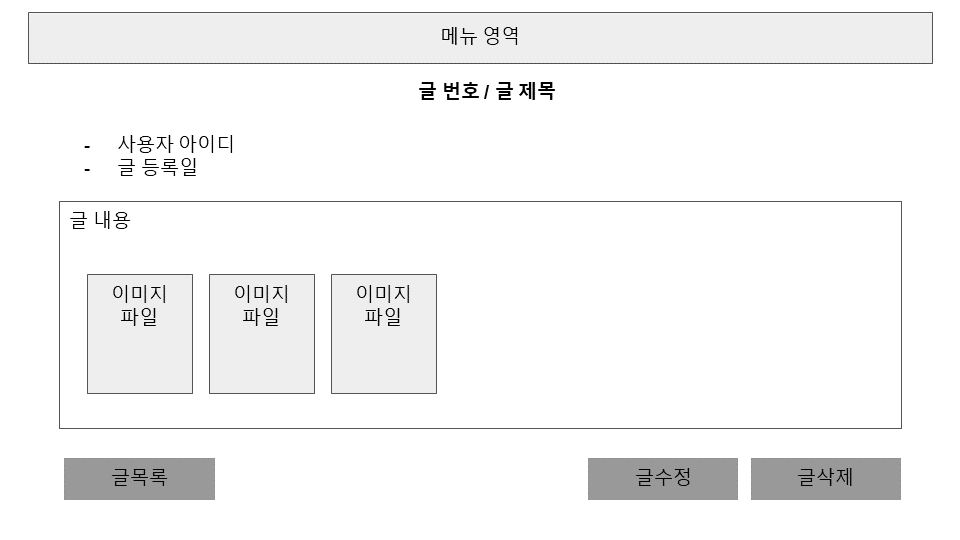 메뉴 영역
글 번호 / 글 제목
- 사용자 아이디
- 글 등록일
글 내용
이미지
파일
이미지
파일
이미지
파일
글목록
글수정
글삭제